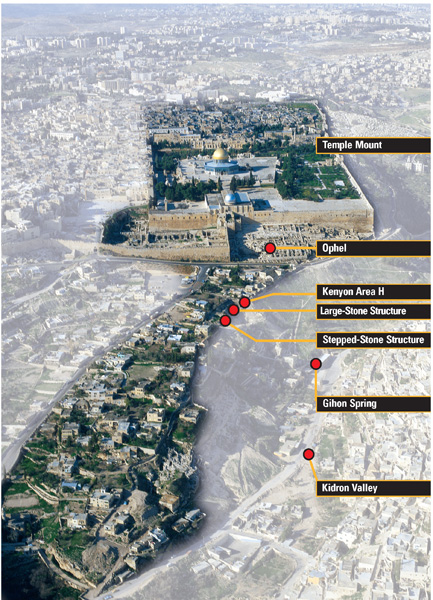 Temple Mount
Ophel
Kenyon Area H
Large-Stone Structure
Stepped-Stone Structure
Gihon Spring
Kidron Valley